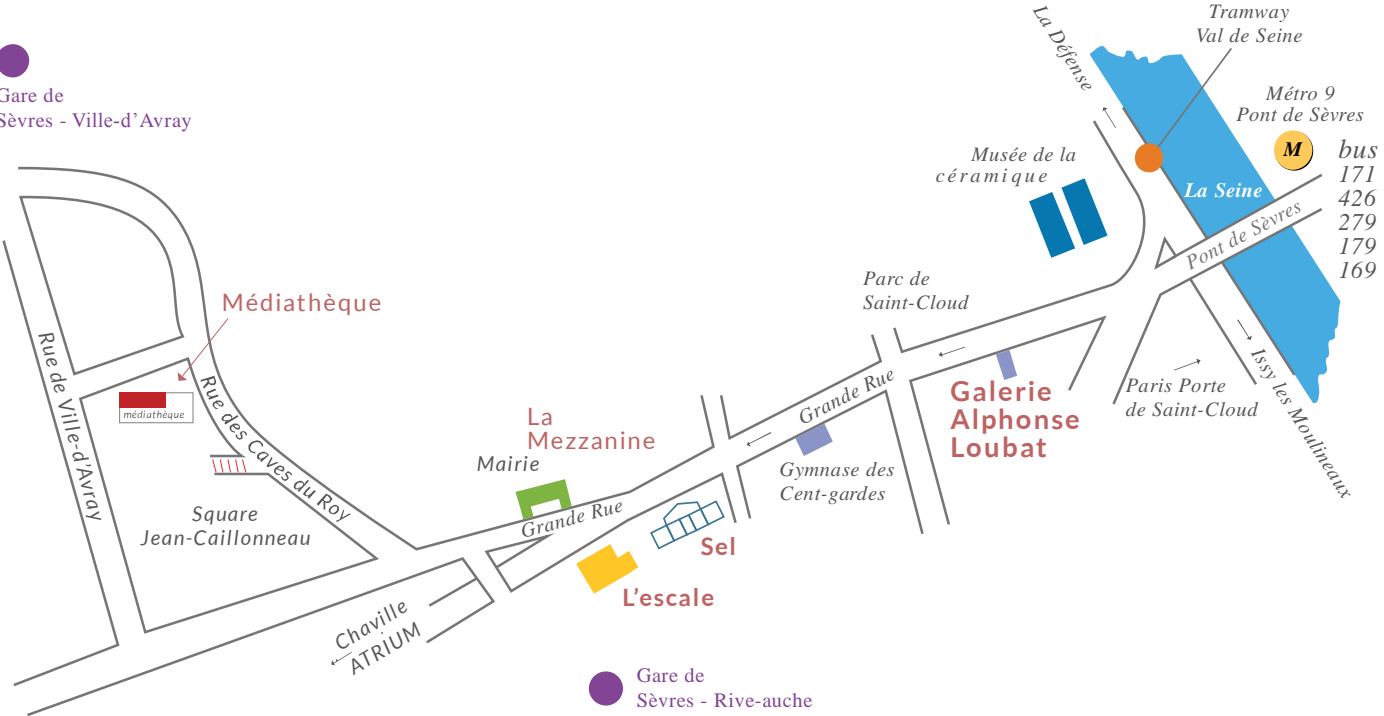 Gare de
Sèvres - Ville-d'Avray
La Défense
Tramway
Val de Seine
Métro 9
Pont de Sèvres
M
bus
171
426
279
179
169
Musée de la
céramique
La Seine
Pont de Sèvres
Parc de
Saint-Cloud
Médiathèque
médiathèque
Rue de Ville-d'Avray
Rue des Caves du Roy
Square
Jean-Caillonneau
La
Mezzanine
Mairie
Grande Rue
Grande Rue
Galerie
Alphonse
Loubat
Gymnase des
Cent-gardes
Paris Porte
de Saint-Cloud
Issy les Moulineaux
Sel
L'escale
Chaville
ATRIUM
Gare de
Sèvres - Rive-auche